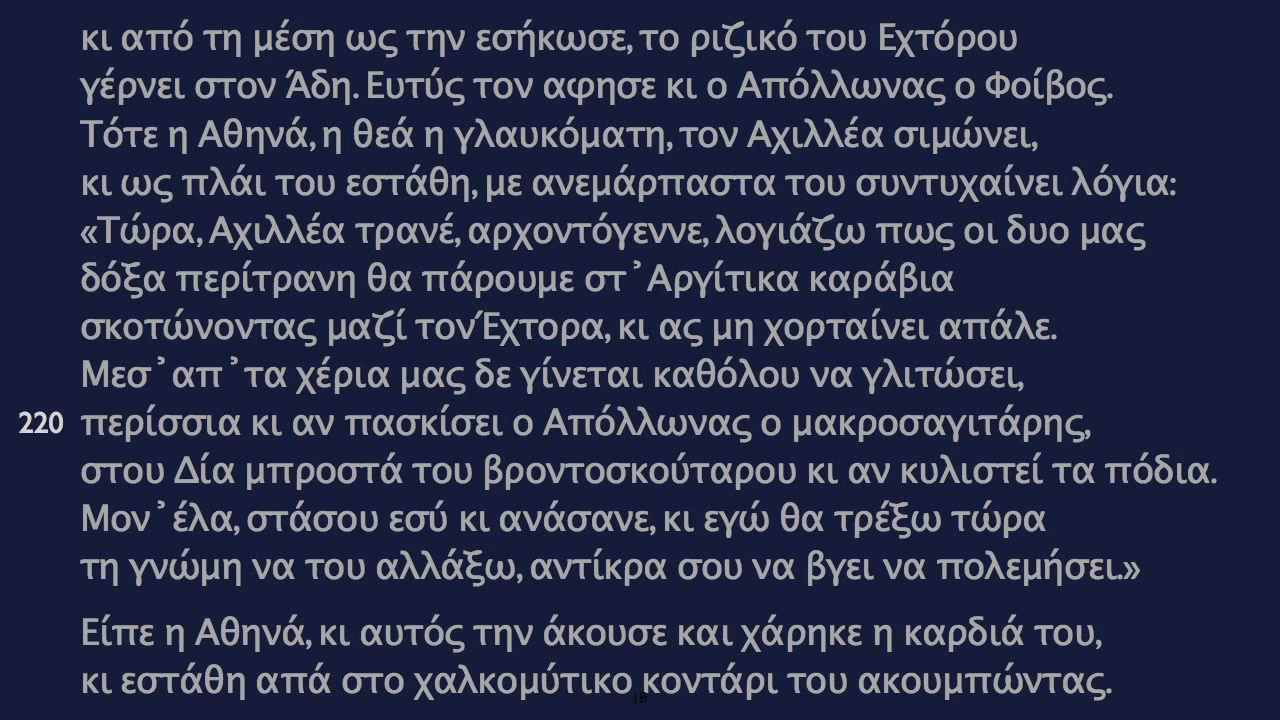 κι από τη μέση ως την εσήκωσε, το ριζικό του Εχτόρου
γέρνει στον Άδη. Ευτύς τον αφησε κι ο Απόλλωνας ο Φοίβος.
Τότε η Αθηνά, η θεά η γλαυκόματη, τον Αχιλλέα σιμώνει,
κι ως πλάι του εστάθη, με ανεμάρπαστα του συντυχαίνει λόγια:
«Τώρα, Αχιλλέα τρανέ, αρχοντόγεννε, λογιάζω πως οι δυο μας
δόξα περίτρανη θα πάρουμε στ᾿ Αργίτικα καράβια
σκοτώνοντας μαζί τον Έχτορα, κι ας μη χορταίνει απάλε.
Μεσ᾿ απ᾿ τα χέρια μας δε γίνεται καθόλου να γλιτώσει,
220 περίσσια κι αν πασκίσει ο Απόλλωνας ο μακροσαγιτάρης,
στου Δία μπροστά του βροντοσκούταρου κι αν κυλιστεί τα πόδια.
Μον᾿ έλα, στάσου εσύ κι ανάσανε, κι εγώ θα τρέξω τώρα
τη γνώμη να του αλλάξω, αντίκρα σου να βγει να πολεμήσει.»
Είπε η Αθηνά, κι αυτός την άκουσε και χάρηκε η καρδιά του,
κι εστάθη απά στο χαλκομύτικο κοντάρι του ακουμπώντας.
18